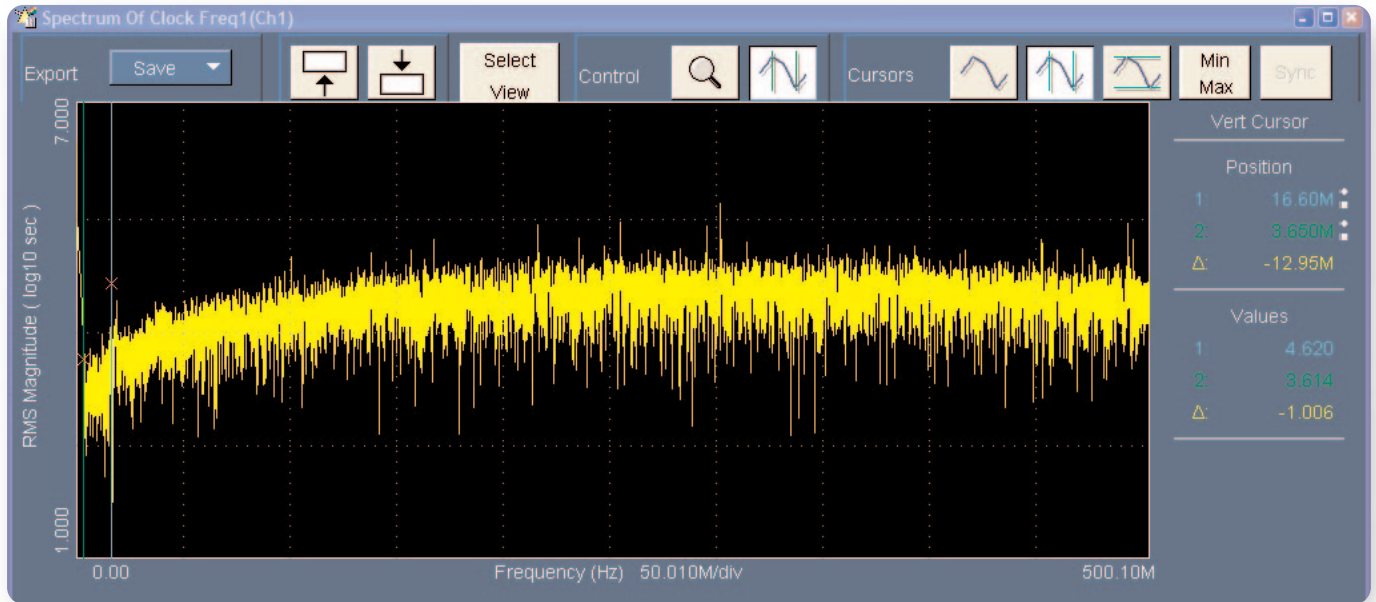 Spectrum Of Clock Freq1(Ch1)
Export
Save
Select
View
Control
Cursors
Min
Max
Sync
7.000
RMS Magnitude ( log10 sec )
1.000
0.00
Frequency (Hz) 50.010M/div
500.10M
Vert Cursor
Position
1: 16.60M
2: 3.650M
Δ: -12.95M
Values
1: 4.620
2: 3.614
Δ: -1.006